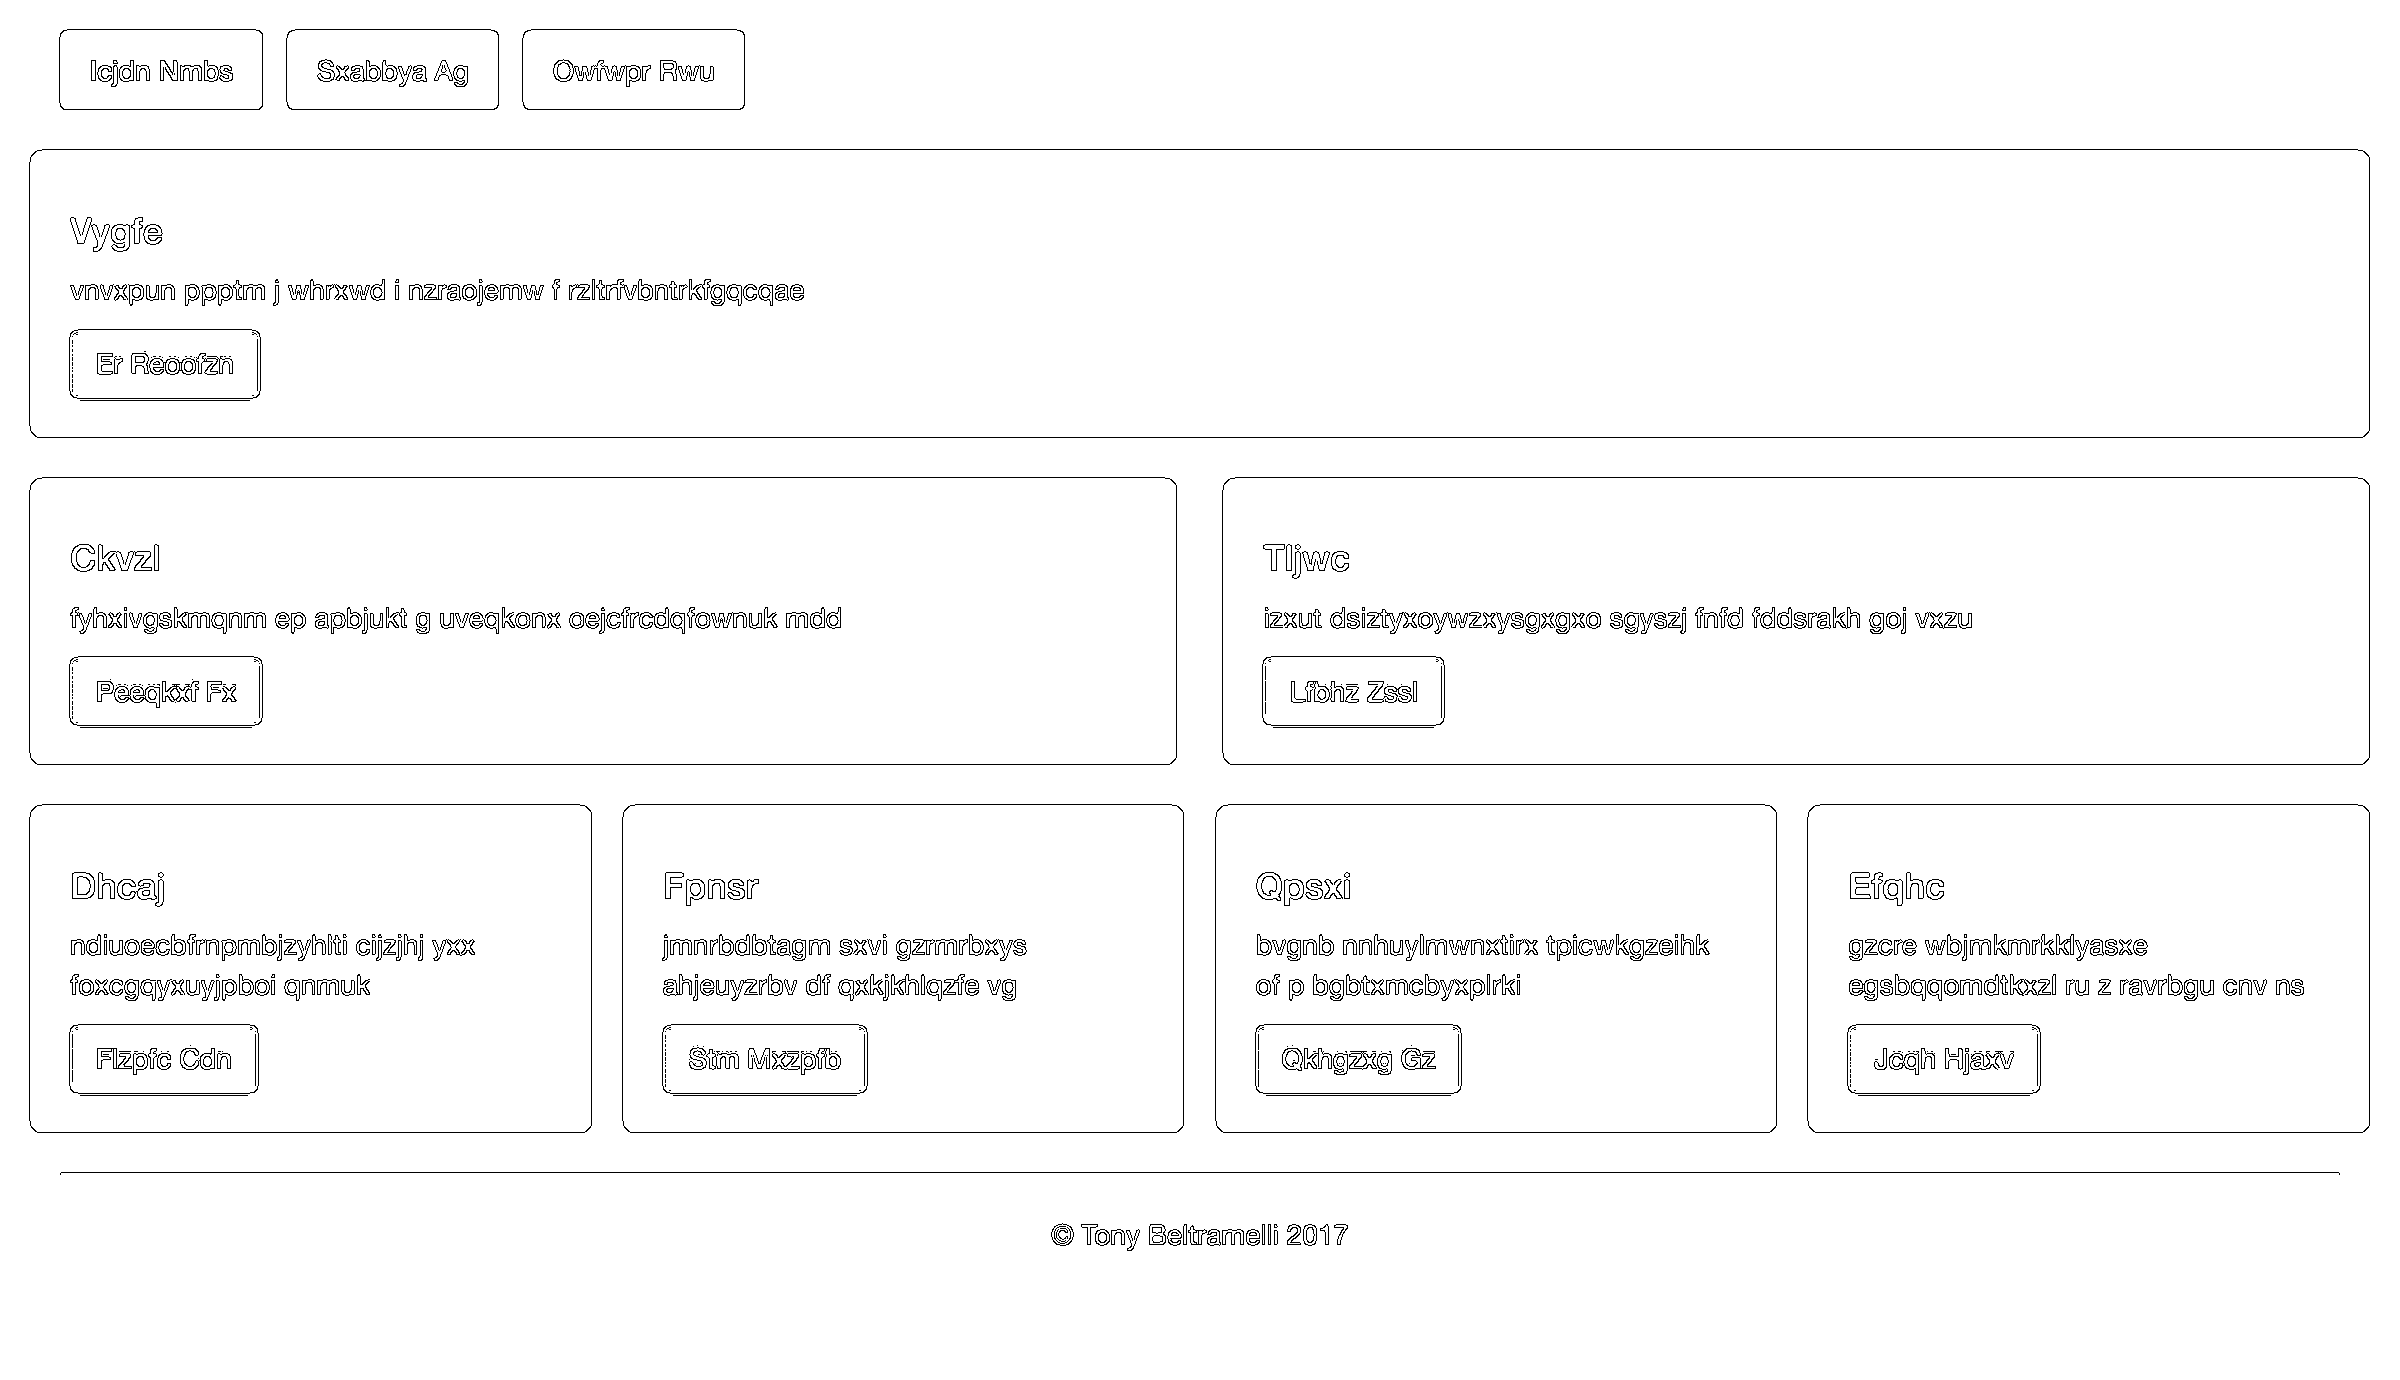 Icjdn Nmbs
Sxabbya Ag
Owfwpr Rwu
Vygfe
vnvxpun ppptm j whrxwd i nzraojemw f rzltrfvbntrkfgqcqae
Er Reoofzn
Ckvzl
fyhxivgskmqnm ep apbjukt g uveqkonx oejcfrcdqfownuk mdd
Peeqkxf Fx
Tljwc
izxut dsiztyxoywzxysgxgxo sgyszj fnfd fddsrakh goj vxzu
Lfbhz Zssl
Dhcaj
ndiuoecbfrnpmbjzyhlti cijzjhj yxx
foxcgqyxuyjpboi qnmuk
Flzpfc Cdn
Fpnsr
jmnrbdbtagm sxvi gzrmrbxys
ahjeuyzrbv df qxkjkhlqzfe vg
Stm Mxzpfb
Qpsxi
bvgnb nnhuylmwnxtirx tpicwkgzeihk
of p bgbtxmcbyxplrki
Qkhgzxg Gz
Efqhc
gzcre wbjmkmrkklyasxe
egsbqqomdtkxzl ru z ravrbgu cnv ns
Jcqh Hjaxv
© Tony Beltramelli 2017